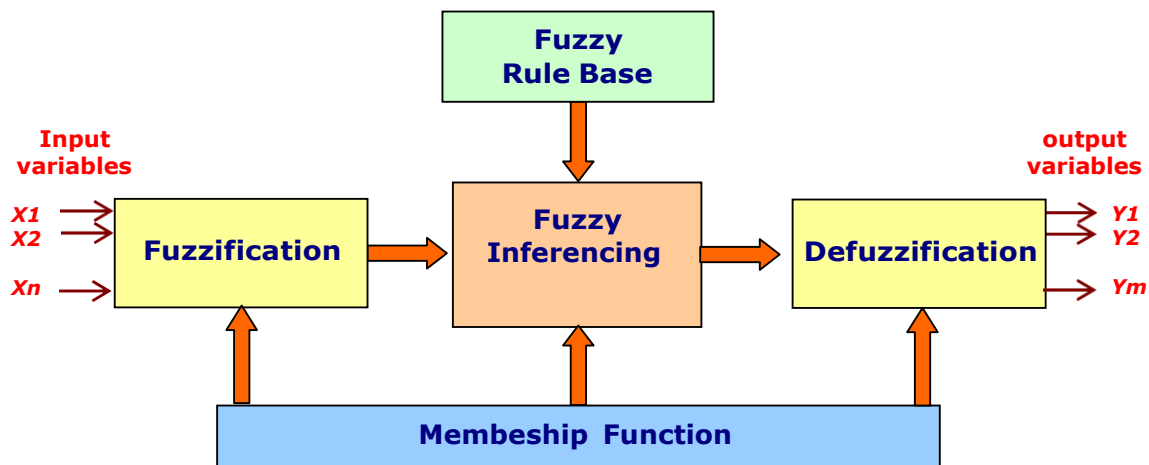 Fuzzy
Rule Base
Input
variables
output
variables
X1
X2
Xn
Fuzzification
Fuzzy
Inferencing
Defuzzification
Y1
Y2
Ym
Membeship Function